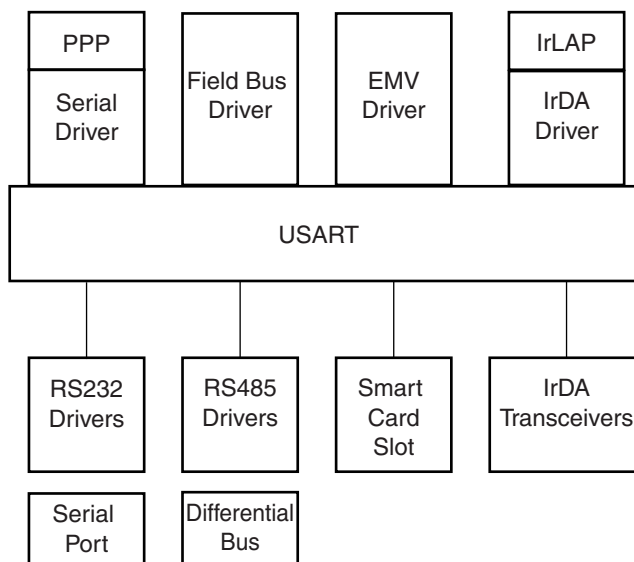 PPP
Serial
Driver
Field Bus
Driver
EMV
Driver
IrLAP
IrDA
Driver
USART
RS232
Drivers
RS485
Drivers
Smart
Card
Slot
IrDA
Transceivers
Serial
Port
Differential
Bus